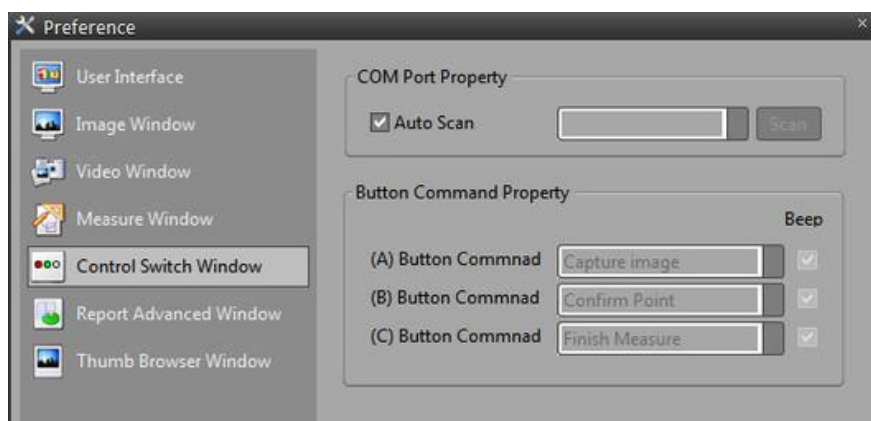 Preference
User Interface
Image Window
Video Window
Measure Window
Control Switch Window
Report Advanced Window
Thumb Browser Window
COM Port Property
Auto Scan
Scan
Button Command Property
Beep
(A) Button Commnad Capture image
(B) Button Commnad Confirm Point
(C) Button Commnad Finish Measure